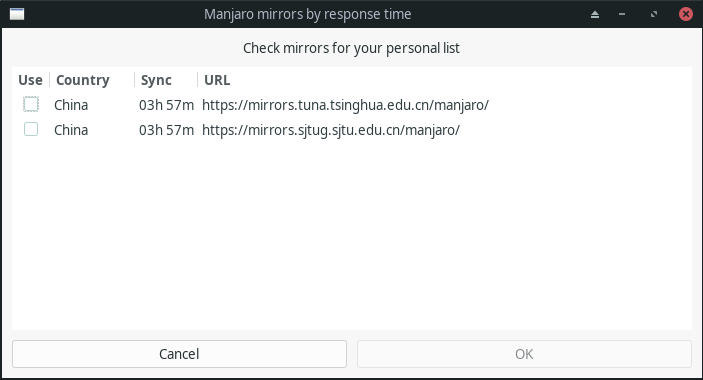 Manjaro mirrors by response time
Check mirrors for your personal list
Use Country Sync URL
China 03h 57m https://mirrors.tuna.tsinghua.edu.cn/manjaro/
China 03h 57m https://mirrors.sjtug.sjtu.edu.cn/manjaro/
Cancel OK